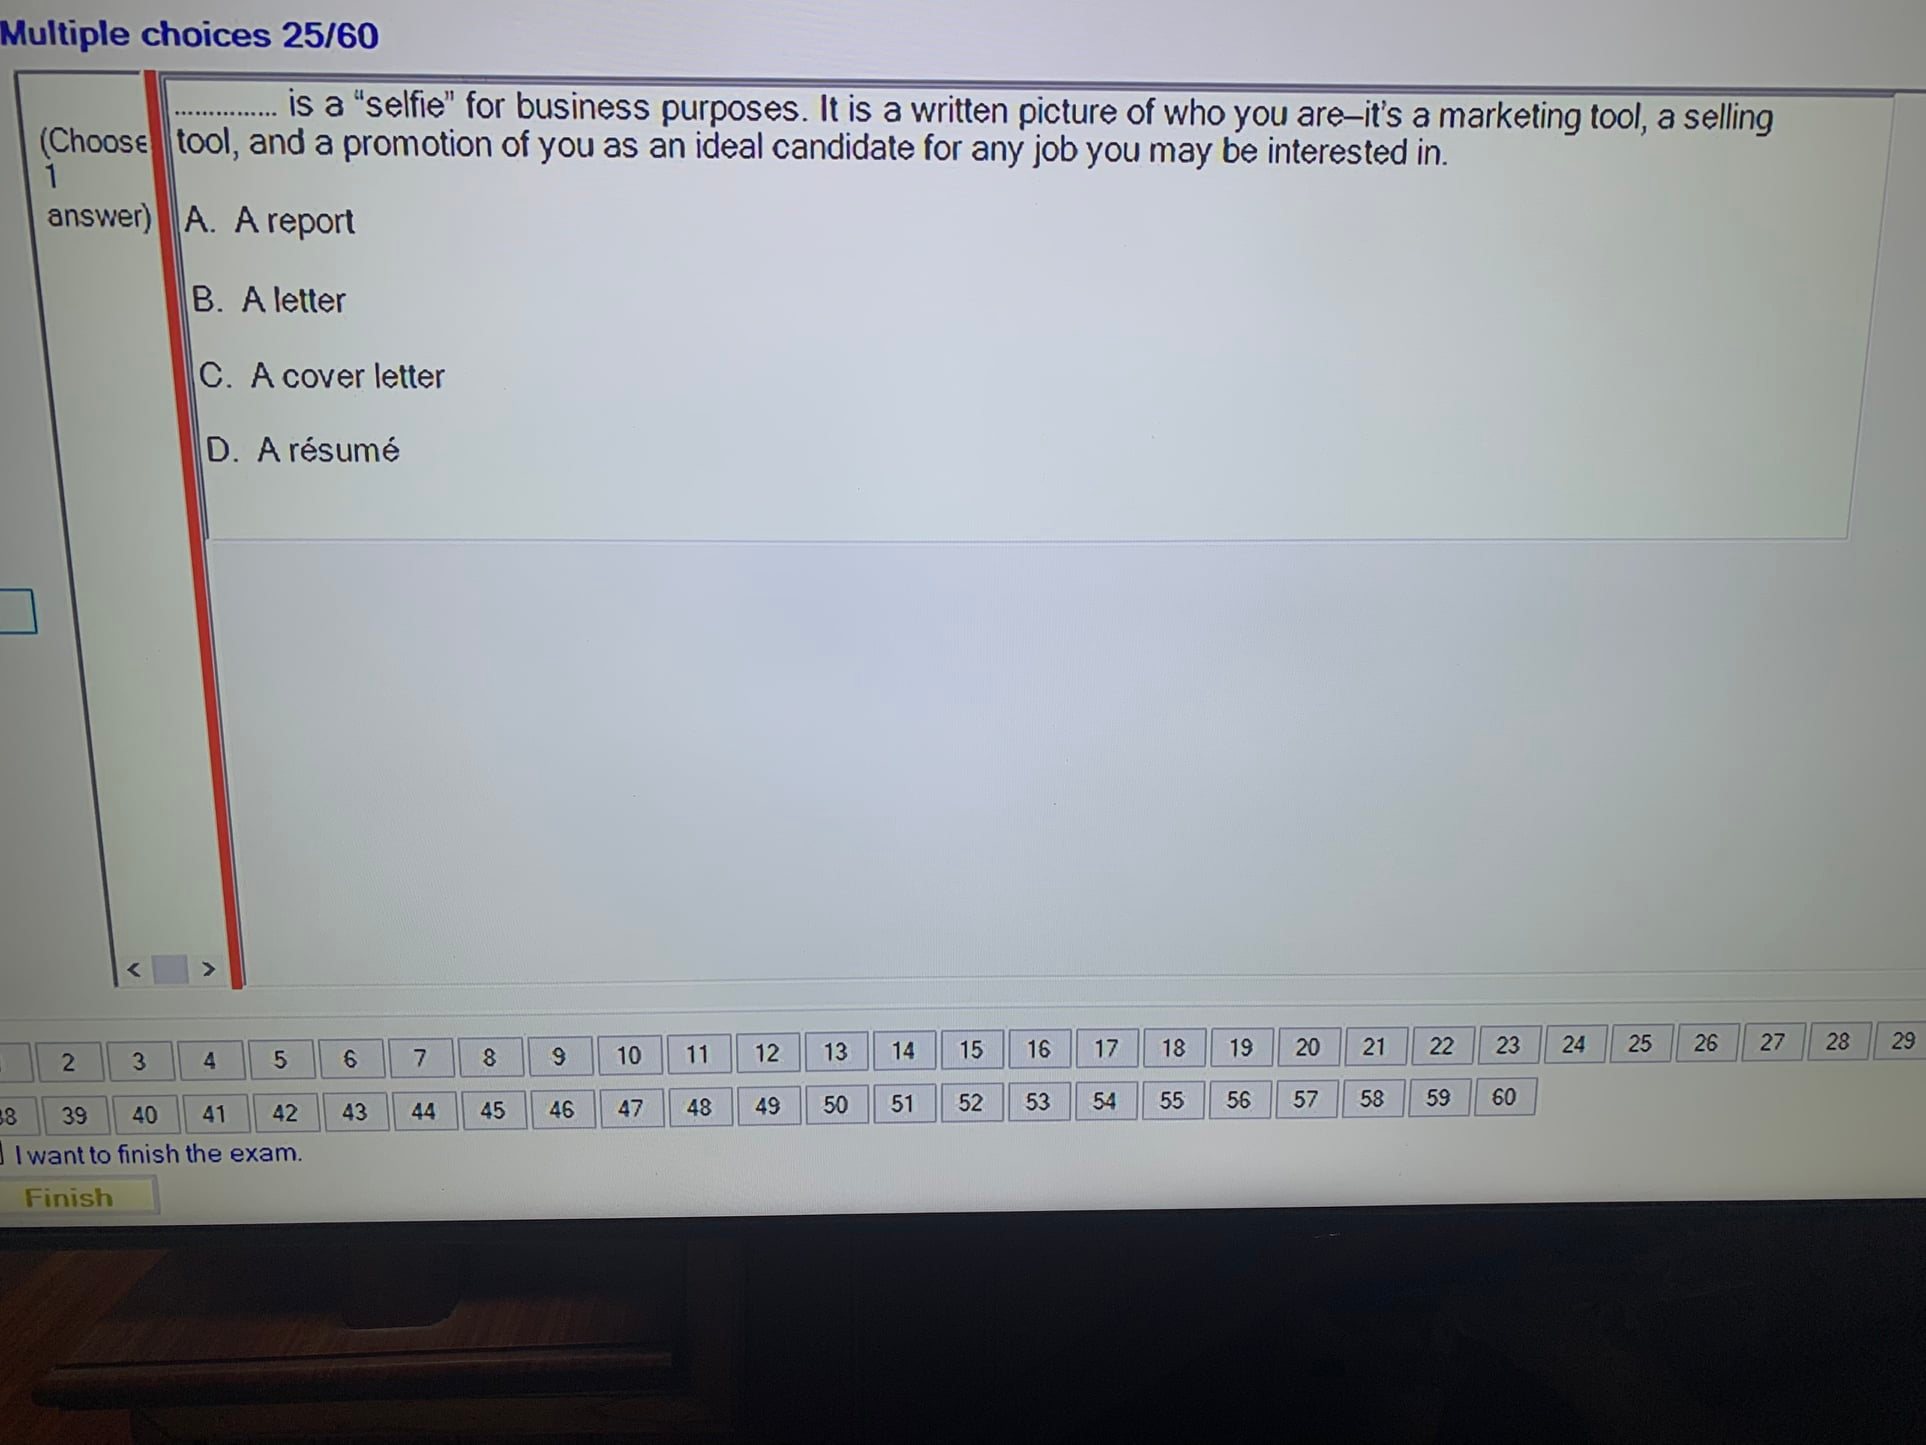 Multiple choices 25/60
(Choose
1
answer)
............... is a “selfie” for business purposes. It is a written picture of who you are–it's a marketing tool, a selling
tool, and a promotion of you as an ideal candidate for any job you may be interested in.
A. A report
B. A letter
C. A cover letter
D. A résumé
< >
2 3 4 5 6 7 8 9 10 11 12 13 14 15 16 17 18 19 20 21 22 23 24 25 26 27 28 29
39 40 41 42 43 44 45 46 47 48 49 50 51 52 53 54 55 56 57 58 59 60
I want to finish the exam.
Finish